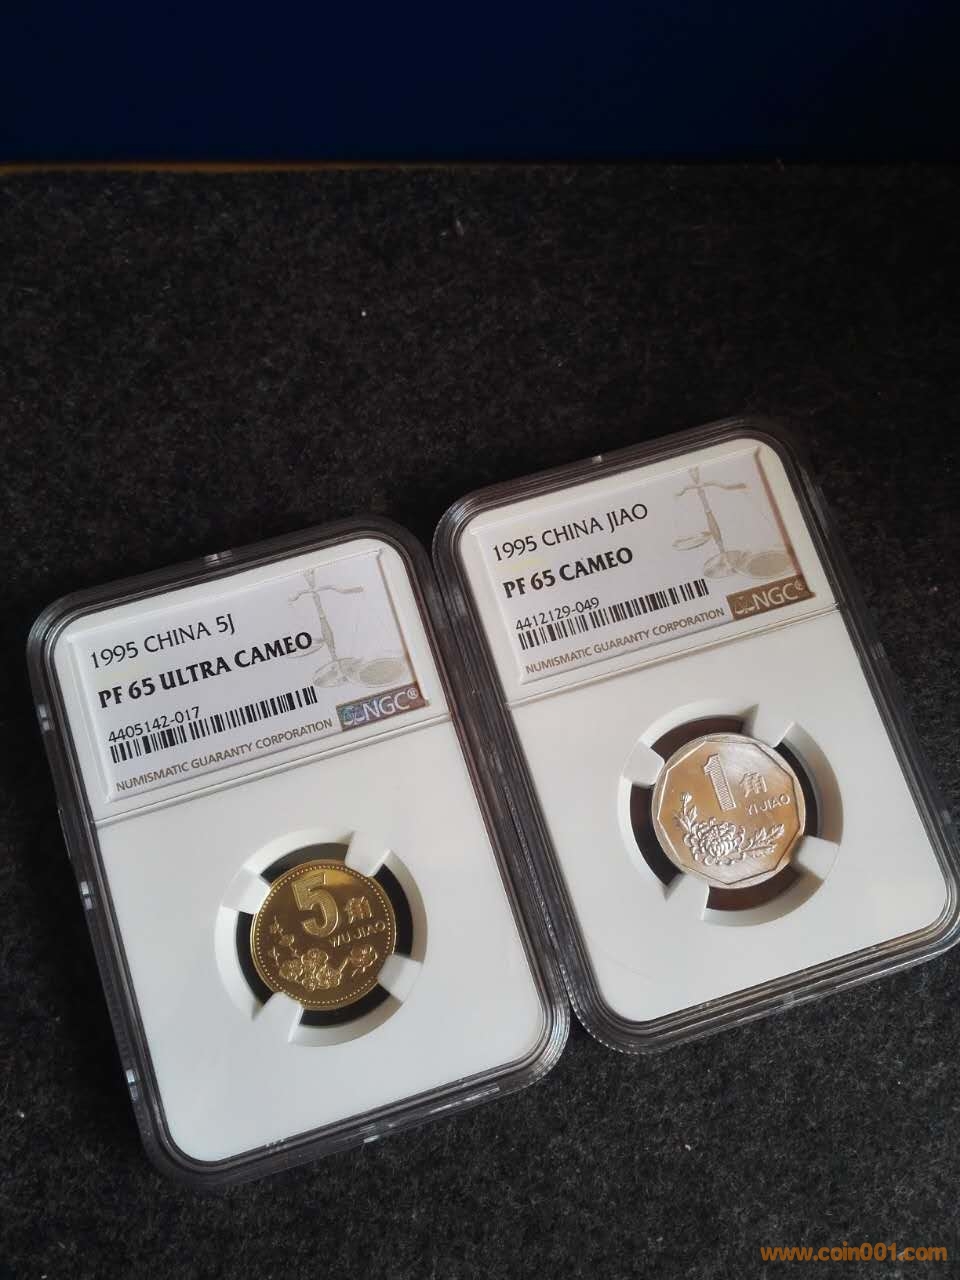 1995 CHINA 5J
PF 65 ULTRA CAMEO
4405142-017
NUMISMATIC GUARANTY CORPORATION
NGC®
5角
WU JIAO
1995 CHINA JIAO
PF 65 CAMEO
4412129-049
NUMISMATIC GUARANTY CORPORATION
NGC®
1角
YI JIAO
www.coin001.com